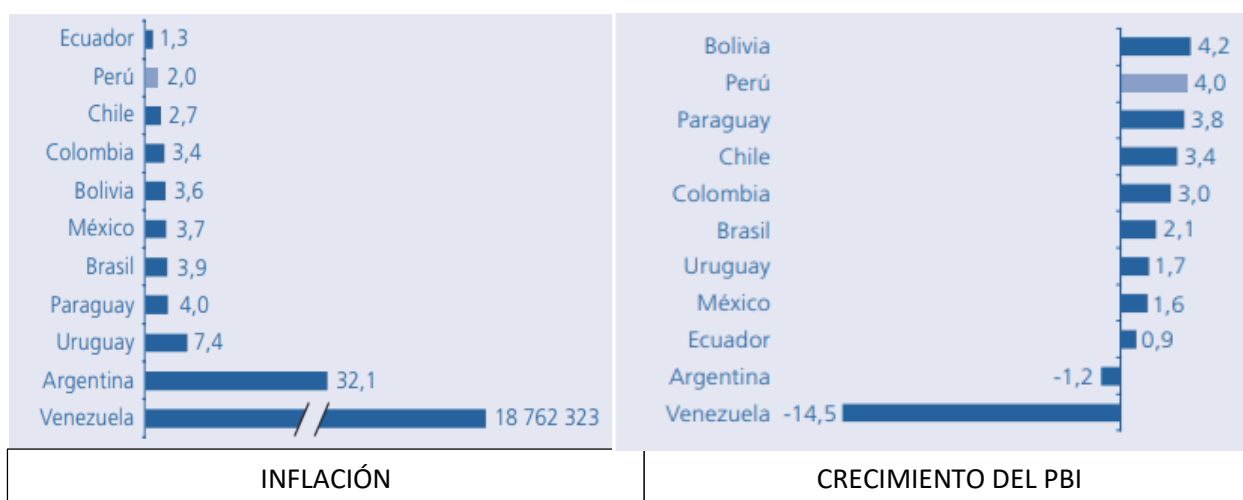 Ecuador 1,3
Perú 2,0
Chile 2,7
Colombia 3,4
Bolivia 3,6
México 3,7
Brasil 3,9
Paraguay 4,0
Uruguay 7,4
Argentina 32,1
Venezuela 18 762 323
INFLACIÓN
Bolivia 4,2
Perú 4,0
Paraguay 3,8
Chile 3,4
Colombia 3,0
Brasil 2,1
Uruguay 1,7
México 1,6
Ecuador 0,9
Argentina -1,2
Venezuela -14,5
CRECIMIENTO DEL PBI